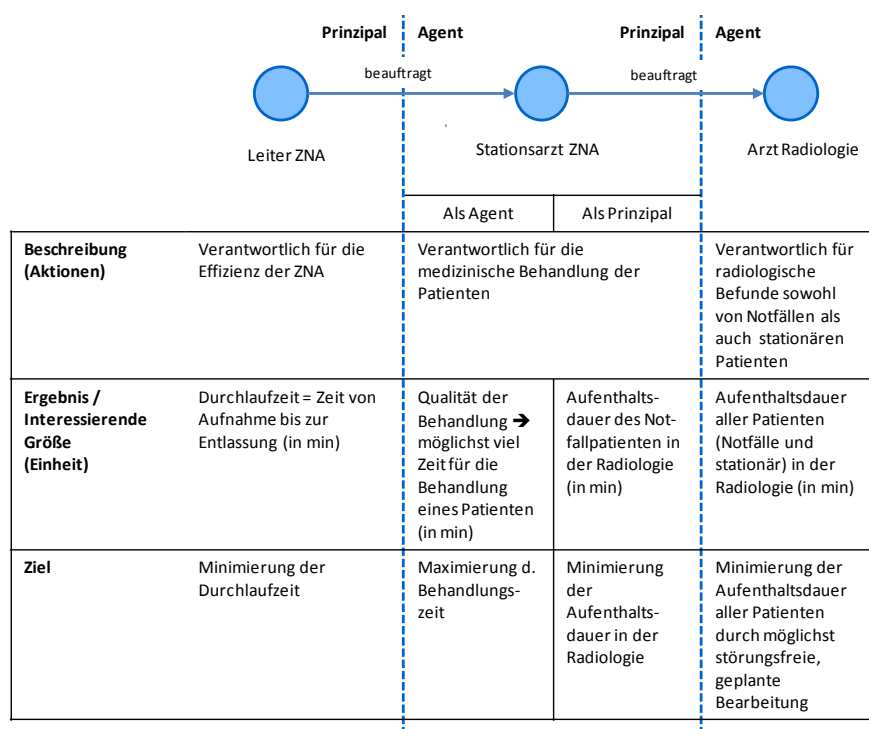 Prinzipal Agent Prinzipal Agent
beauftragt beauftragt
Leiter ZNA Stationsarzt ZNA Arzt Radiologie
Als Agent Als Prinzipal
Beschreibung
(Aktionen)
Verantwortlich für die
Effizienz der ZNA
Verantwortlich für die
medizinische Behandlung der
Patienten
Verantwortlich für
radiologische
Befunde sowohl
von Notfällen als
auch stationären
Patienten
Ergebnis /
Interessierende
Größe
(Einheit)
Durchlaufzeit = Zeit von
Aufnahme bis zur
Entlassung (in min)
Qualität der
Behandlung ➔
möglichst viel
Zeit für die
Behandlung
eines Patienten
(in min)
Aufenthalts-
dauer des Not-
fallpatienten in
der Radiologie
(in min)
Aufenthaltsdauer
aller Patienten
(Notfälle und
stationär) in der
Radiologie (in min)
Ziel
Minimierung der
Durchlaufzeit
Maximierung d.
Behandlungs-
zeit
Minimierung
der
Aufenthalts-
dauer in der
Radiologie
Minimierung der
Aufenthaltsdauer
aller Patienten
durch möglichst
störungsfreie,
geplante
Bearbeitung